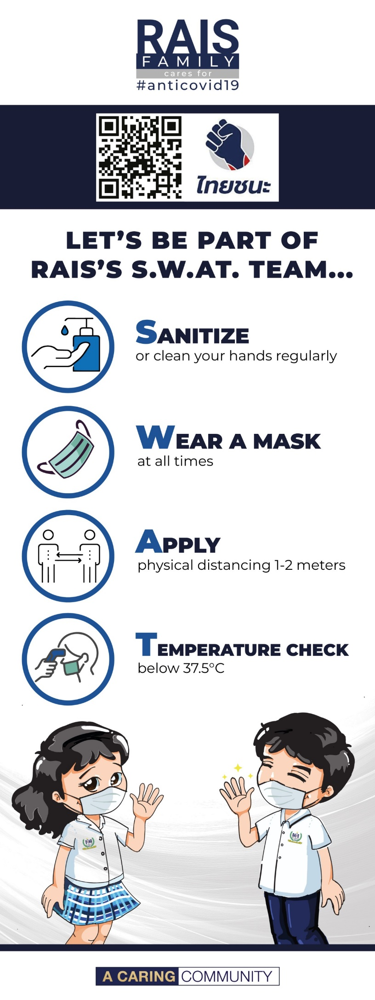 RAIS
FAMILY
cares for
#anticovid19
ไทยชนะ
LET'S BE PART OF
RAIS'S S.W.AT. TEAM...
SANITIZE
or clean your hands regularly
WEAR A MASK
at all times
APPLY
physical distancing 1-2 meters
TEMPERATURE CHECK
below 37.5°C
RAIS
A CARING COMMUNITY